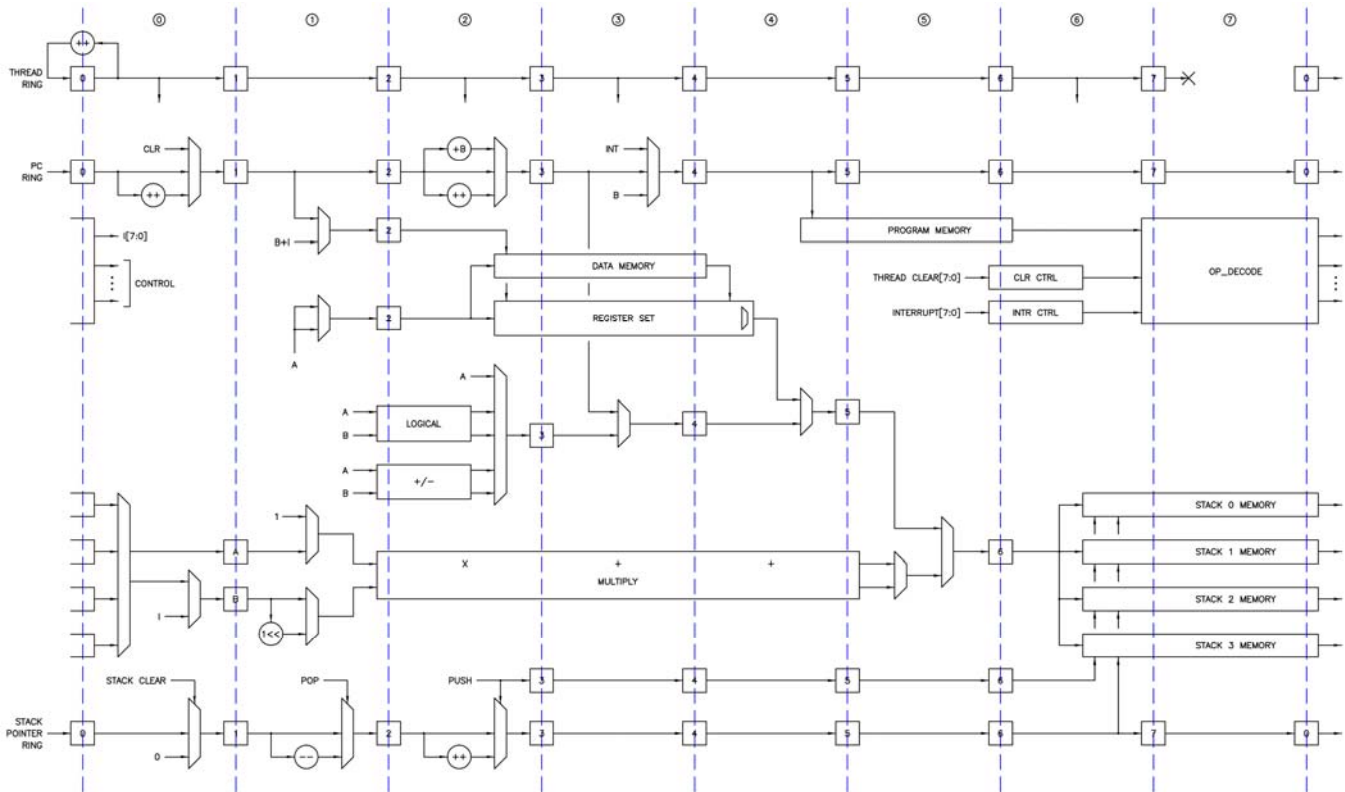 ⓪ ① ② ③ ④ ⑤ ⑥ ⑦
++
THREAD
RING
0 1 2 3 4 5 6 7 0
CLR
+B
INT
PC
RING
0 1 2 3 4 5 6 7 0
++
++
B
I[7:0]
2
PROGRAM MEMORY
B+I
CONTROL
DATA MEMORY
THREAD CLEAR[7:0]
CLR CTRL
OP_DECODE
2
REGISTER SET
INTERRUPT[7:0]
INTR CTRL
A
A
A
LOGICAL
B
3
4
5
A
+/-
B
1
STACK 0 MEMORY
A
X + +
MULTIPLY
6
STACK 1 MEMORY
B
STACK 2 MEMORY
I
1<<
STACK 3 MEMORY
STACK CLEAR
POP
PUSH
3 4 5 6
STACK
POINTER
RING
0 1 2 3 4 5 6 7 0
0
--
++